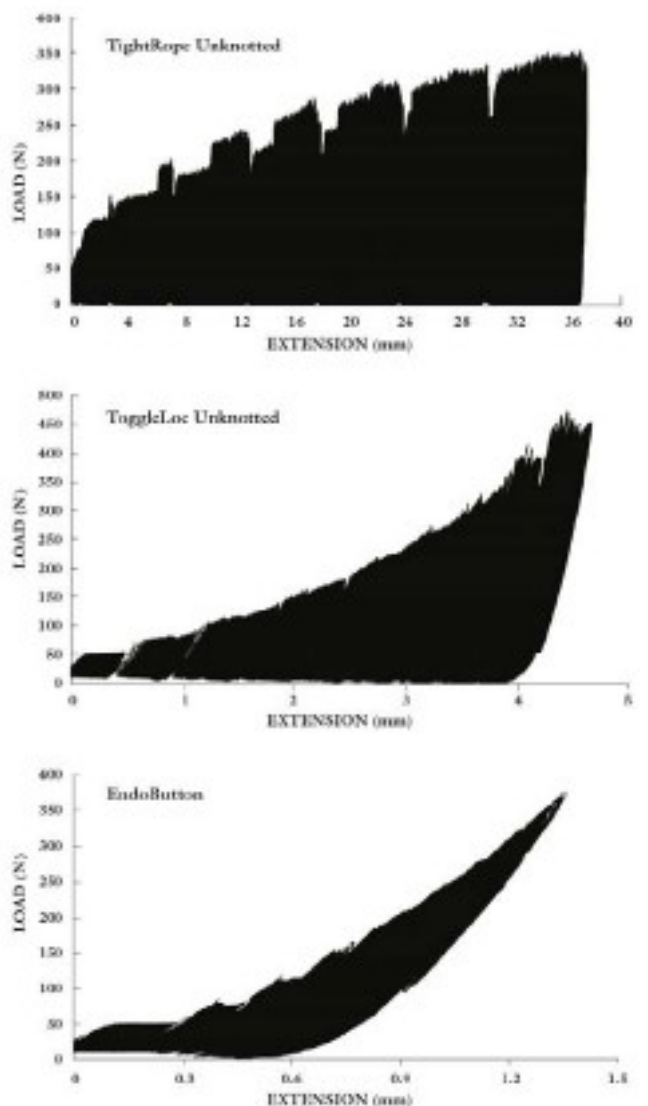 TightRope Unknotted
LOAD (N)
400
350
300
250
200
150
100
50
0
0 4 8 12 16 20 24 28 32 36 40
EXTENSION (mm)
ToggleLoc Unknotted
LOAD (N)
500
450
400
350
300
250
200
150
100
50
0
0 1 2 3 4 5
EXTENSION (mm)
EndoButton
LOAD (N)
400
350
300
250
200
150
100
50
0
0 0.3 0.6 0.9 1.2 1.5
EXTENSION (mm)